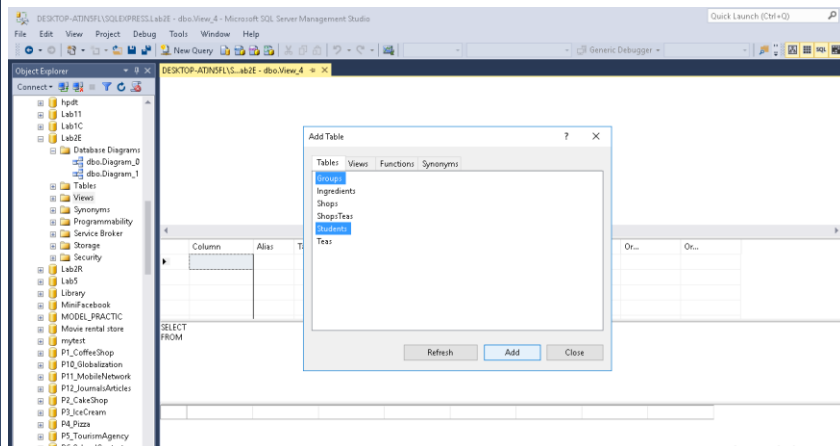 DESKTOP-ATJN5FL\SQLEXPRESS.Lab2E - dbo.View_4 - Microsoft SQL Server Management Studio
Quick Launch (Ctrl+Q)
File Edit View Project Debug Tools Window Help
New Query
Generic Debugger
SQL
Object Explorer
DESKTOP-ATJN5FL\S...ab2E - dbo.View_4
Connect
hpdt
Lab11
Lab1C
Lab2E
Database Diagrams
dbo.Diagram_0
dbo.Diagram_1
Tables
Views
Synonyms
Programmability
Service Broker
Storage
Security
Lab2R
Lab5
Library
MiniFacebook
MODEL_PRACTIC
Movie rental store
mytest
P1_CoffeeShop
P10_Globalization
P11_MobileNetwork
P12_JournalsArticles
P2_CakeShop
P3_IceCream
P4_Pizza
P5_TourismAgency
Add Table
Tables Views Functions Synonyms
Groups
Ingredients
Shops
ShopsTeas
Students
Teas
Refresh Add Close
Column Alias Or... Or...
SELECT
FROM